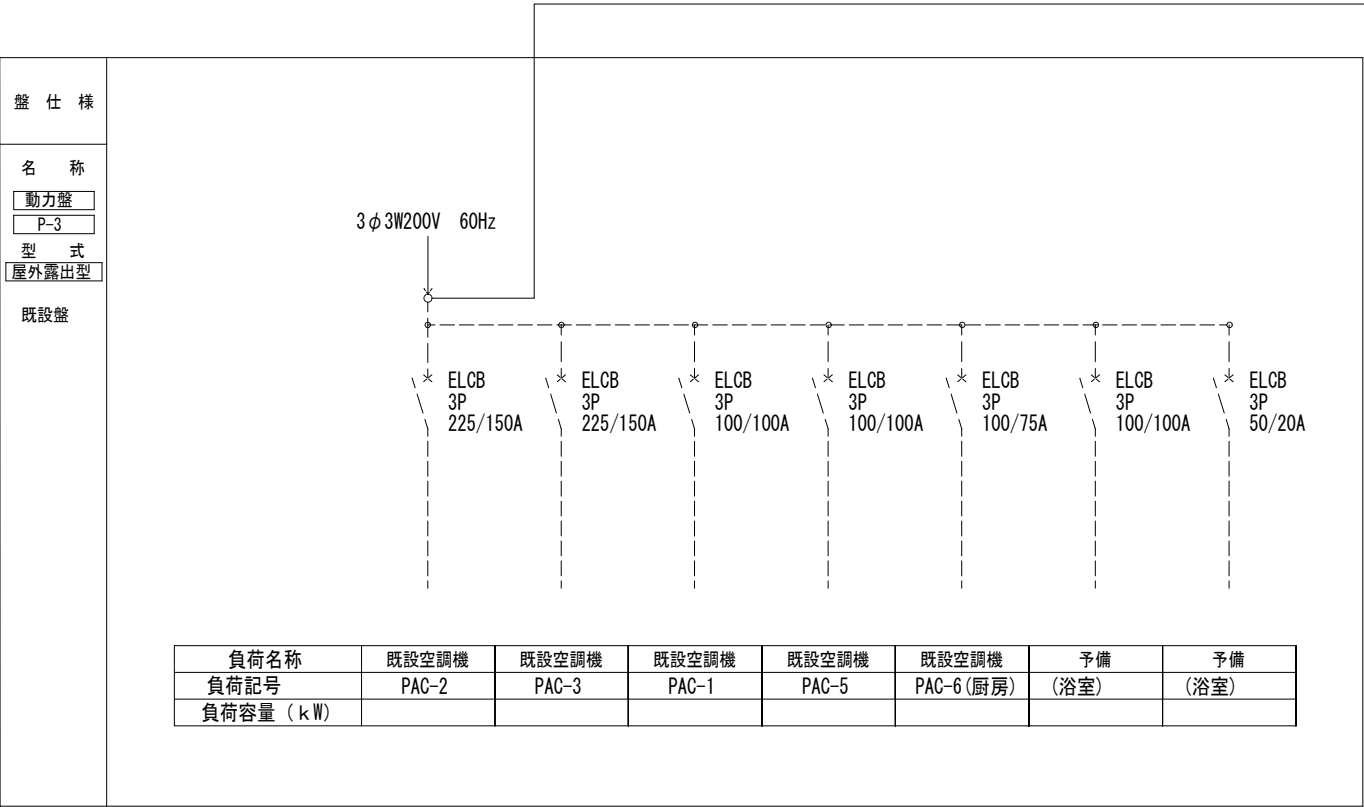 盤 仕 様
名 称
動力盤
P-3
型 式
屋外露出型
既設盤
3φ3W200V 60Hz
ELCB
3P
225/150A
ELCB
3P
225/150A
ELCB
3P
100/100A
ELCB
3P
100/100A
ELCB
3P
100/75A
ELCB
3P
100/100A
ELCB
3P
50/20A
負荷名称 既設空調機 既設空調機 既設空調機 既設空調機 既設空調機 予備 予備
負荷記号 PAC-2 PAC-3 PAC-1 PAC-5 PAC-6(厨房) (浴室) (浴室)
負荷容量(kW)